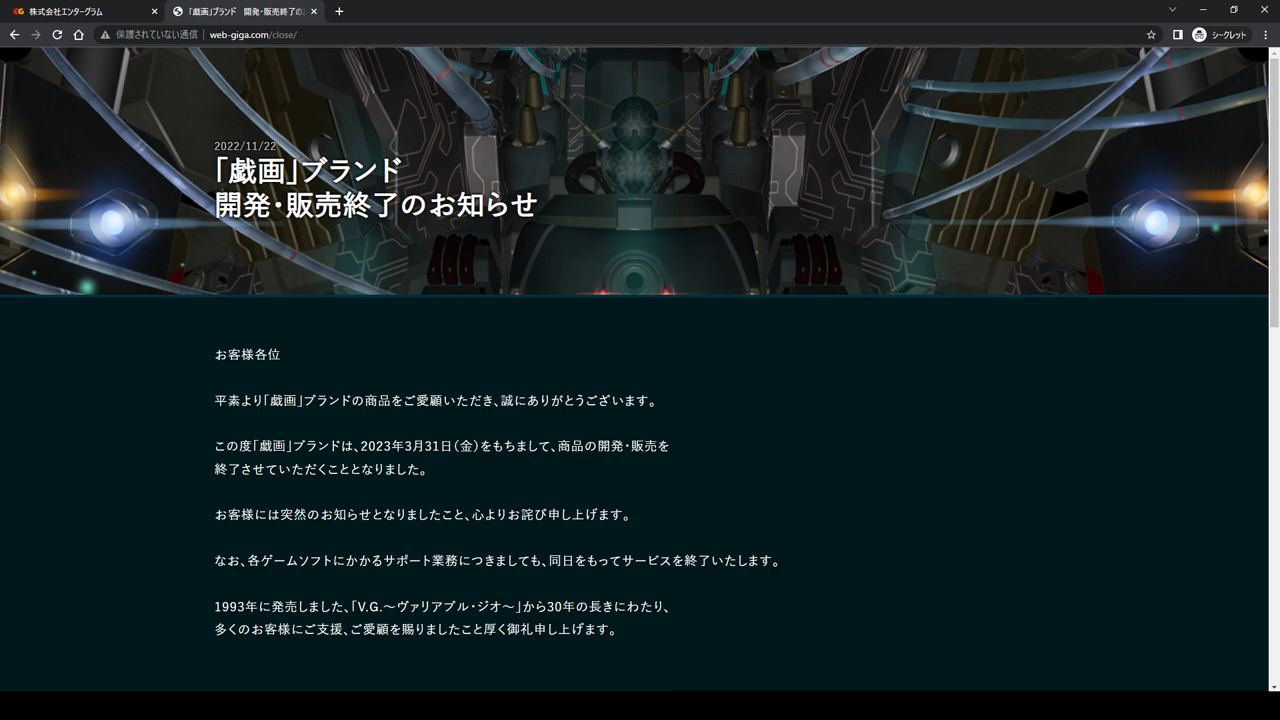 株式会社エンターグラム
「戯画」ブランド　開発・販売終了のお
保護されていない通信
web-giga.com/close/
シークレット
2022/11/22
「戯画」ブランド
開発・販売終了のお知らせ
お客様各位
平素より「戯画」ブランドの商品をご愛顧いただき、誠にありがとうございます。
この度「戯画」ブランドは、2023年3月31日（金）をもちまして、商品の開発・販売を
終了させていただくこととなりました。
お客様には突然のお知らせとなりましたこと、心よりお詫び申し上げます。
なお、各ゲームソフトにかかるサポート業務につきましても、同日をもってサービスを終了いたします。
1993年に発売しました、「V.G.～ヴァリアブル・ジオ～」から30年の長きにわたり、
多くのお客様にご支援、ご愛顧を賜りましたこと厚く御礼申し上げます。